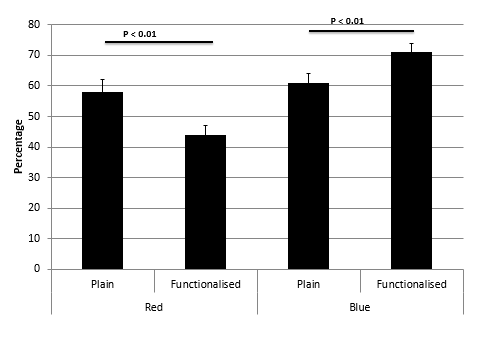 80
70
60
50
40
30
20
10
0
Percentage
P < 0.01
P < 0.01
Plain
Functionalised
Plain
Functionalised
Red
Blue